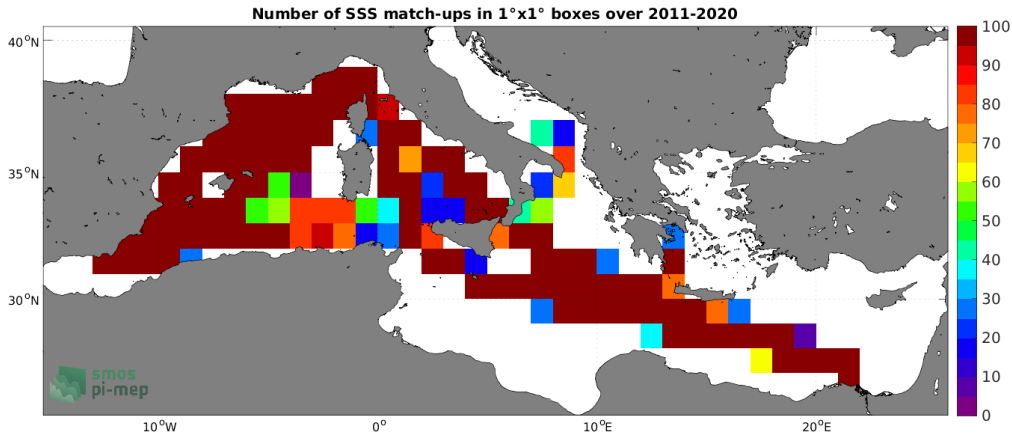 Number of SSS match-ups in 1°x1° boxes over 2011-2020
40°N
35°N
30°N
10°W
0°
10°E
20°E
100
90
80
70
60
50
40
30
20
10
0
smos
pi-mep